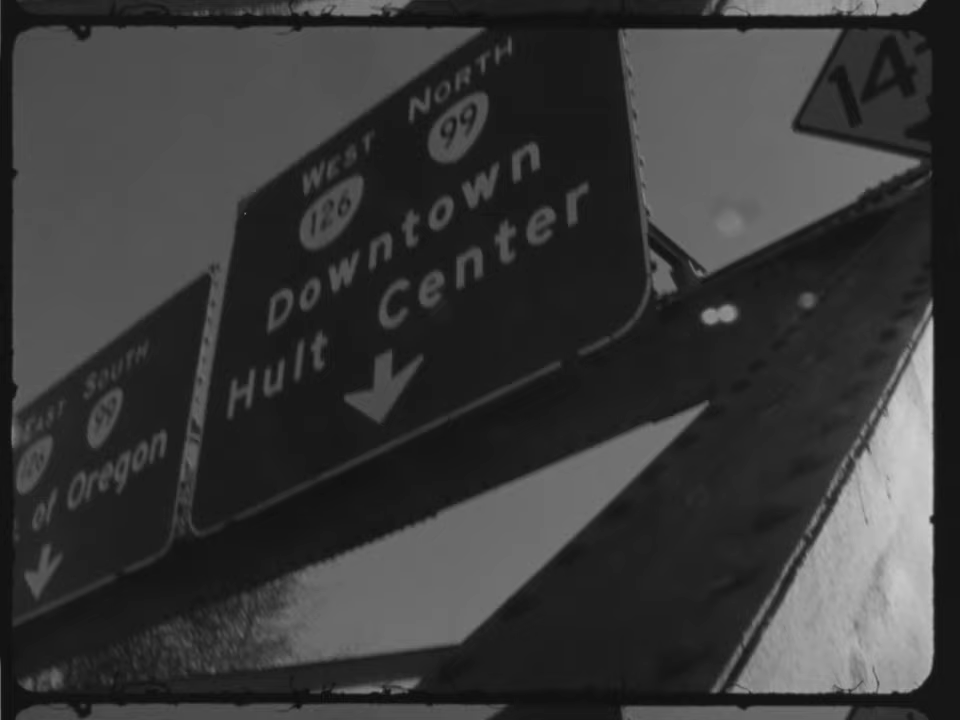 WEST NORTH
126 99
Downtown
Hult Center
EAST SOUTH
126 99
of Oregon
14